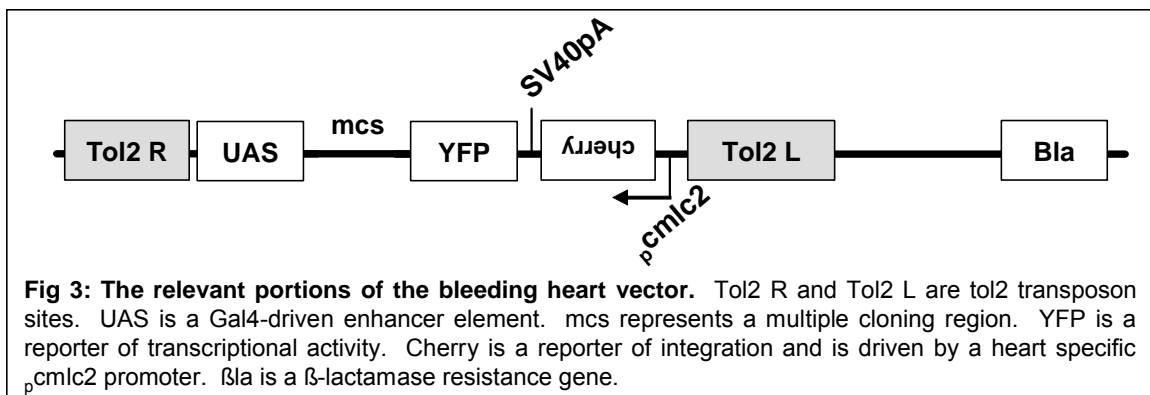 SV40pA
mcs
Tol2 R UAS YFP cherry Tol2 L Bla
pcmlc2
Fig 3: The relevant portions of the bleeding heart vector. Tol2 R and Tol2 L are tol2 transposon
sites. UAS is a Gal4-driven enhancer element. mcs represents a multiple cloning region. YFP is a
reporter of transcriptional activity. Cherry is a reporter of integration and is driven by a heart specific
pcmlc2 promoter. ßla is a ß-lactamase resistance gene.